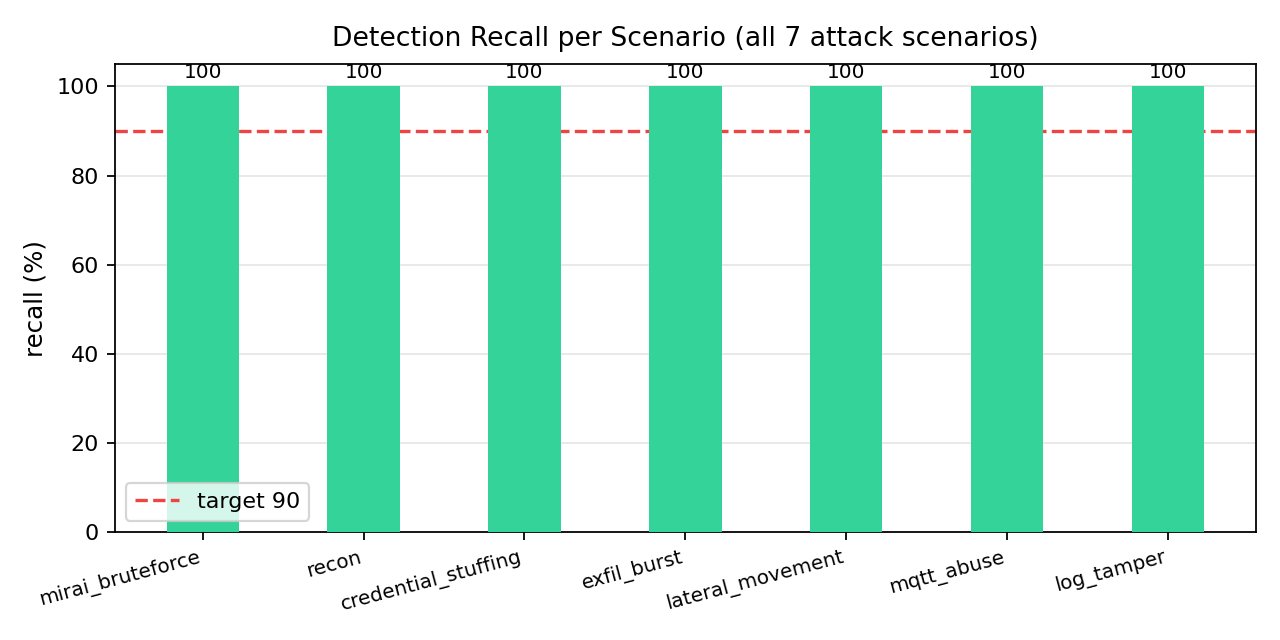 Detection Recall per Scenario (all 7 attack scenarios)
100 100 100 100 100 100 100
100
80
60
40
20
0
recall (%)
target 90
mirai_bruteforce recon credential_stuffing exfil_burst lateral_movement mqtt_abuse log_tamper